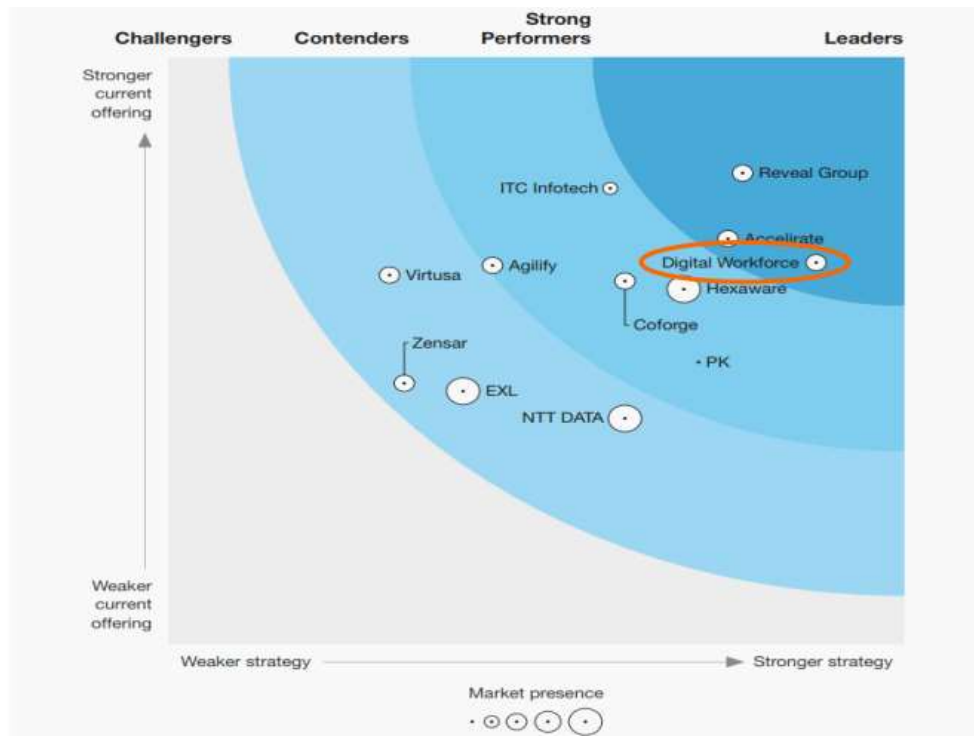 Challengers
Contenders
Strong
Performers
Leaders
Stronger
current
offering
Reveal Group
ITC Infotech
Accelirate
Digital Workforce
Agilify
Virtusa
Hexaware
Coforge
Zensar
PK
EXL
NTT DATA
Weaker
current
offering
Weaker strategy
Stronger strategy
Market presence